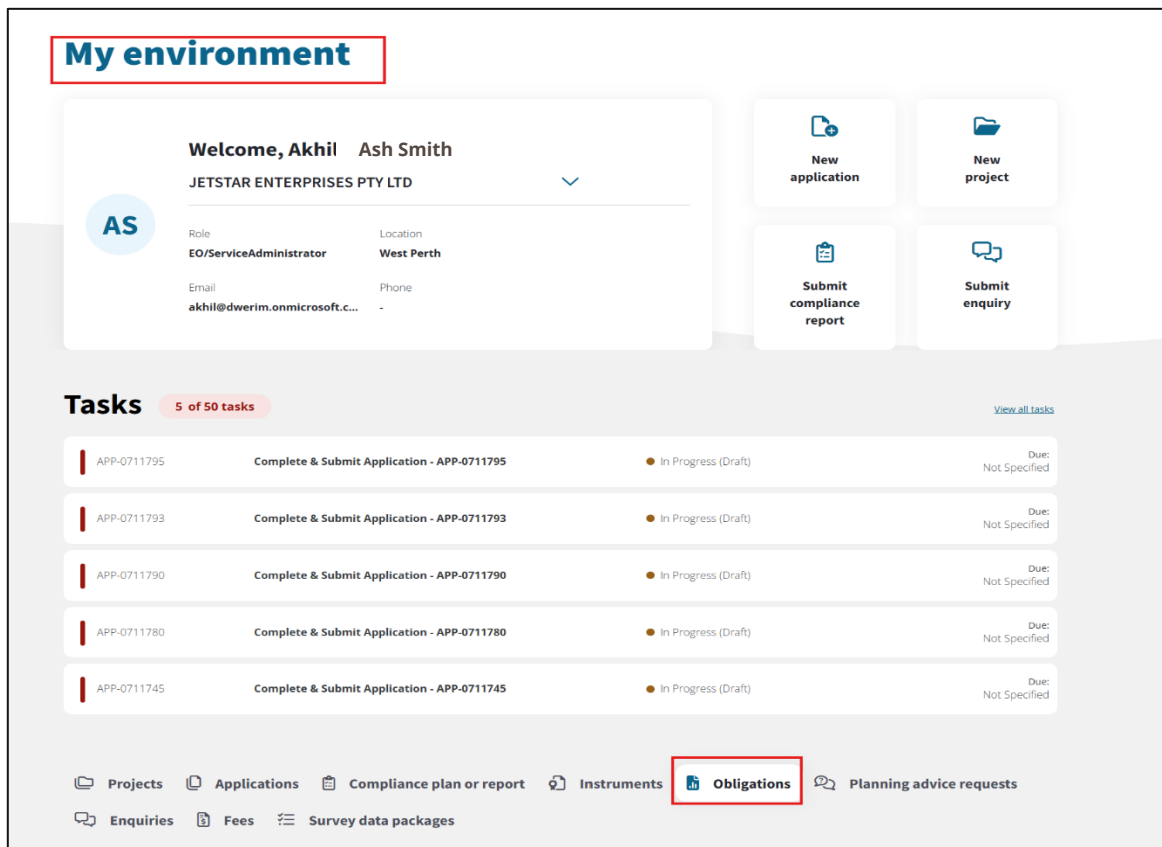 My environment
Welcome, Akhil Ash Smith
JETSTAR ENTERPRISES PTY LTD
AS
Role
Location
EO/ServiceAdministrator
West Perth
Email
Phone
akhil@dwerim.onmicrosoft.c...
-
New
application
New
project
Submit
compliance
report
Submit
enquiry
Tasks 5 of 50 tasks View all tasks
APP-0711795 Complete & Submit Application - APP-0711795 In Progress (Draft) Due:
Not Specified
APP-0711793 Complete & Submit Application - APP-0711793 In Progress (Draft) Due:
Not Specified
APP-0711790 Complete & Submit Application - APP-0711790 In Progress (Draft) Due:
Not Specified
APP-0711780 Complete & Submit Application - APP-0711780 In Progress (Draft) Due:
Not Specified
APP-0711745 Complete & Submit Application - APP-0711745 In Progress (Draft) Due:
Not Specified
Projects Applications Compliance plan or report Instruments Obligations Planning advice requests
Enquiries Fees Survey data packages